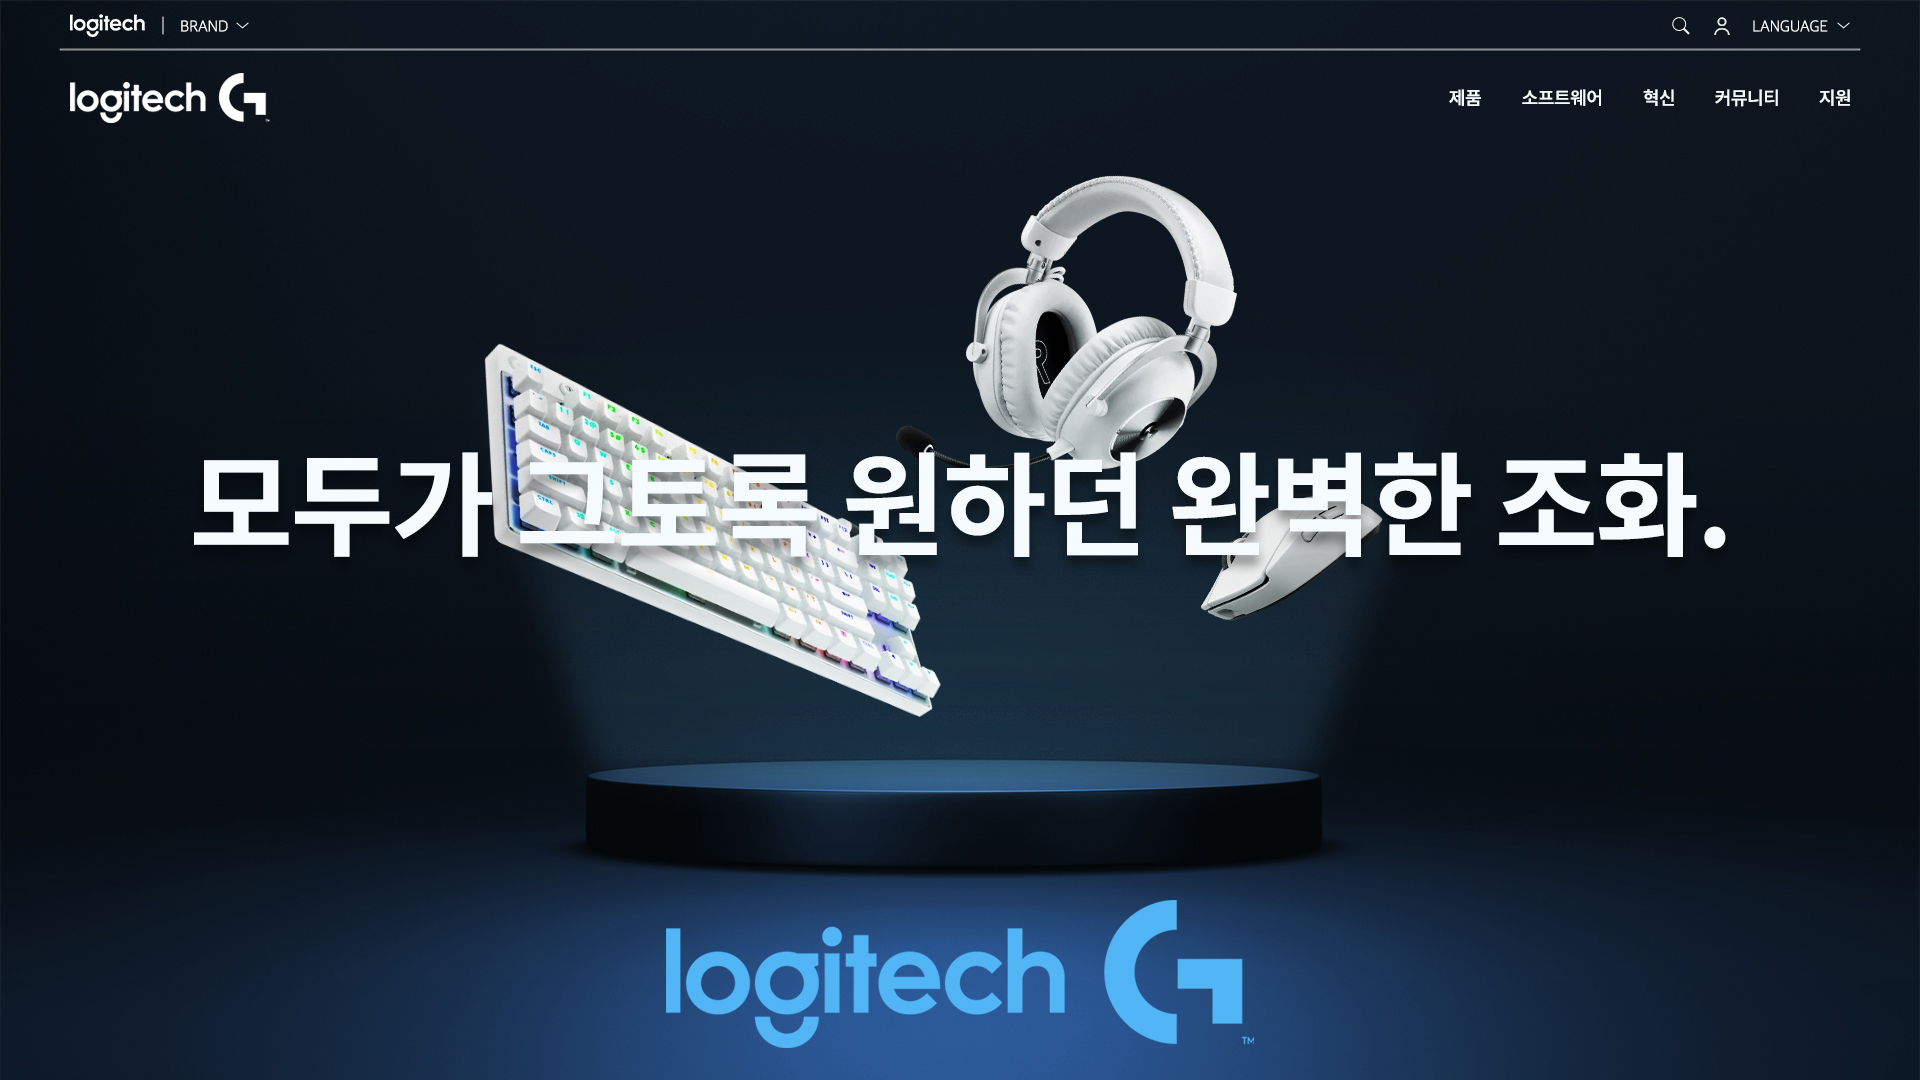 logitech | BRAND
LANGUAGE
logitech G
제품 소프트웨어 혁신 커뮤니티 지원
R
모두가 그토록 원하던 완벽한 조화.
logitech G™